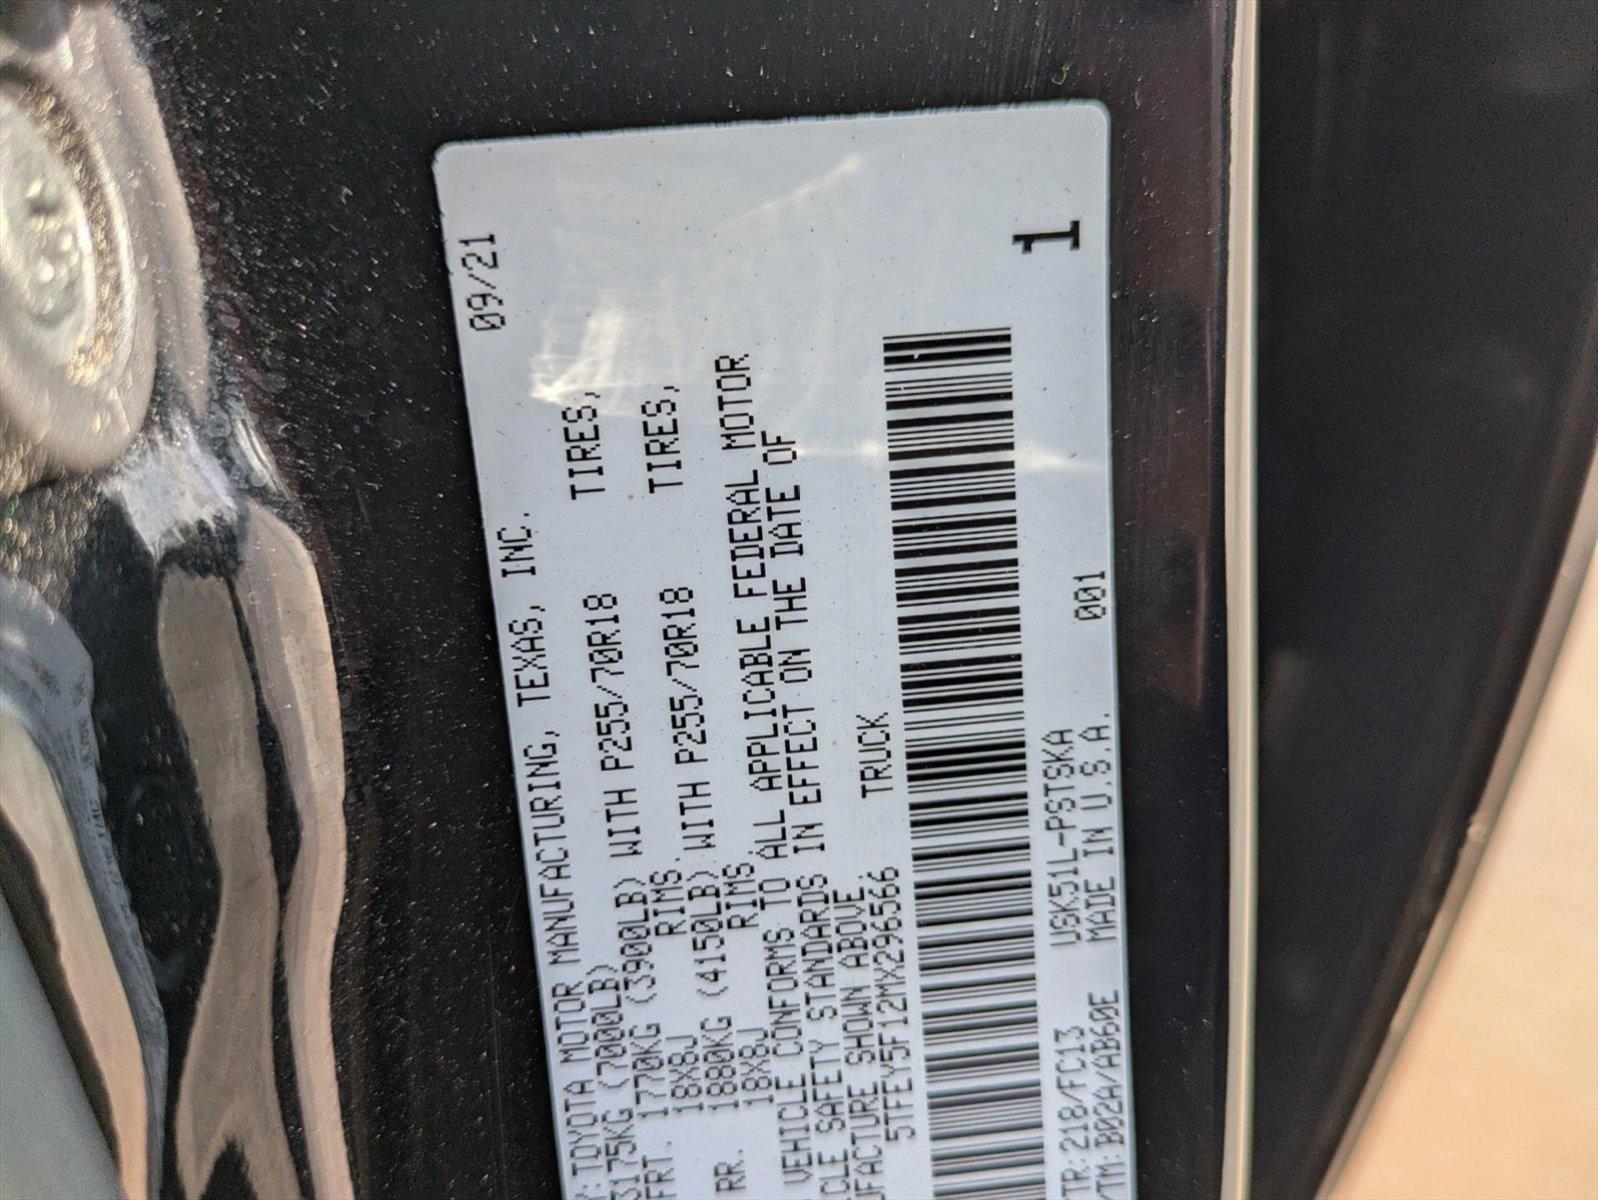 Y: TOYOTA MOTOR MANUFACTURING, TEXAS, INC. 09/21
3175KG (7000LB)
FRT. 1770KG (3900LB) WITH P255/70R18 TIRES,
18X8J RIMS.
RR. 1880KG (4150LB) WITH P255/70R18 TIRES,
18X8J RIMS.
VEHICLE CONFORMS TO ALL APPLICABLE FEDERAL MOTOR
CLE SAFETY STANDARDS IN EFFECT ON THE DATE OF
UFACTURE SHOWN ABOVE.
5TFEY5F12MX296566 TRUCK
1
USK51L-PSTSKA 001
TR: 218/FC13 MADE IN U.S.A.
/TM: B02A/AB60E